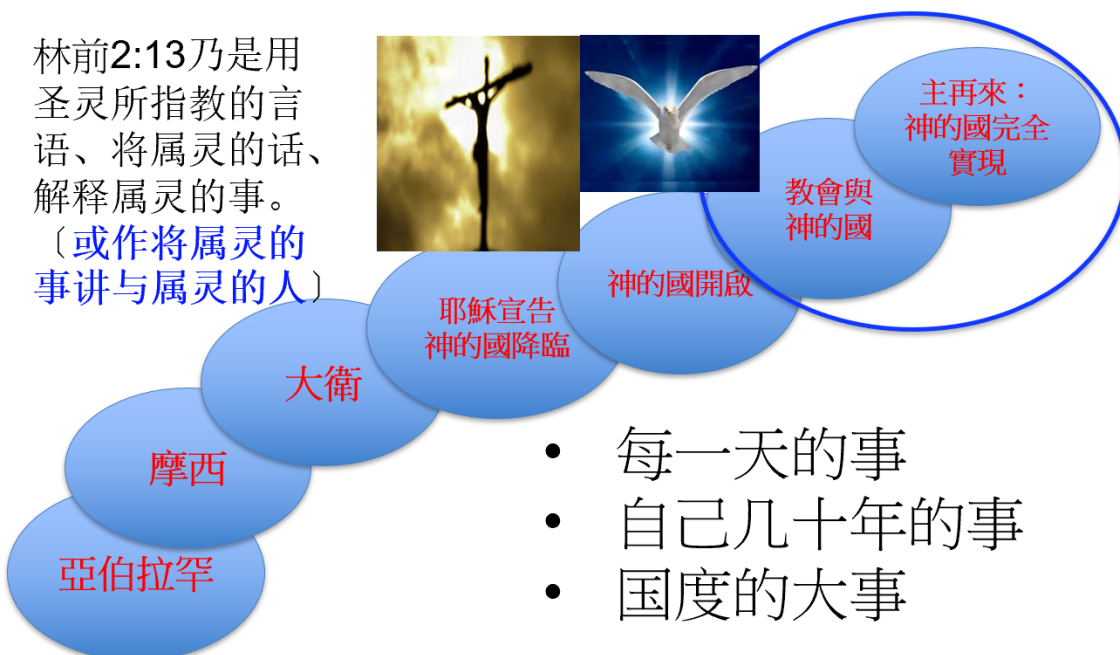 林前2:13乃是用
圣灵所指教的言
语、将属灵的话、
解释属灵的事。
〔或作将属灵的
事讲与属灵的人〕
主再來：
神的國完全
實現
教會與
神的國
神的國開啟
耶穌宣告
神的國降臨
大衛
摩西
亞伯拉罕
• 每一天的事
• 自己几十年的事
• 国度的大事